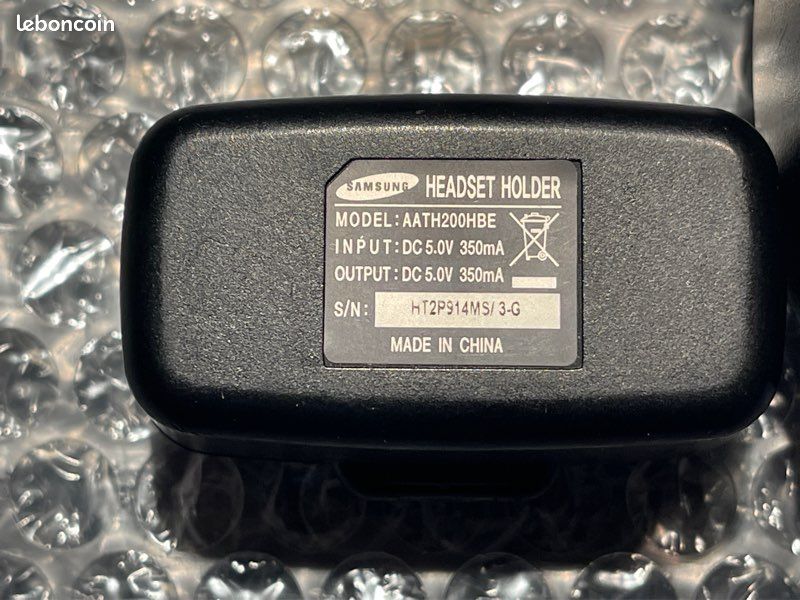 leboncoin
SAMSUNG HEADSET HOLDER
MODEL: AATH200HBE
INPUT: DC 5.0V 350mA
OUTPUT: DC 5.0V 350mA
S/N: HT2P914MS/ 3-G
MADE IN CHINA